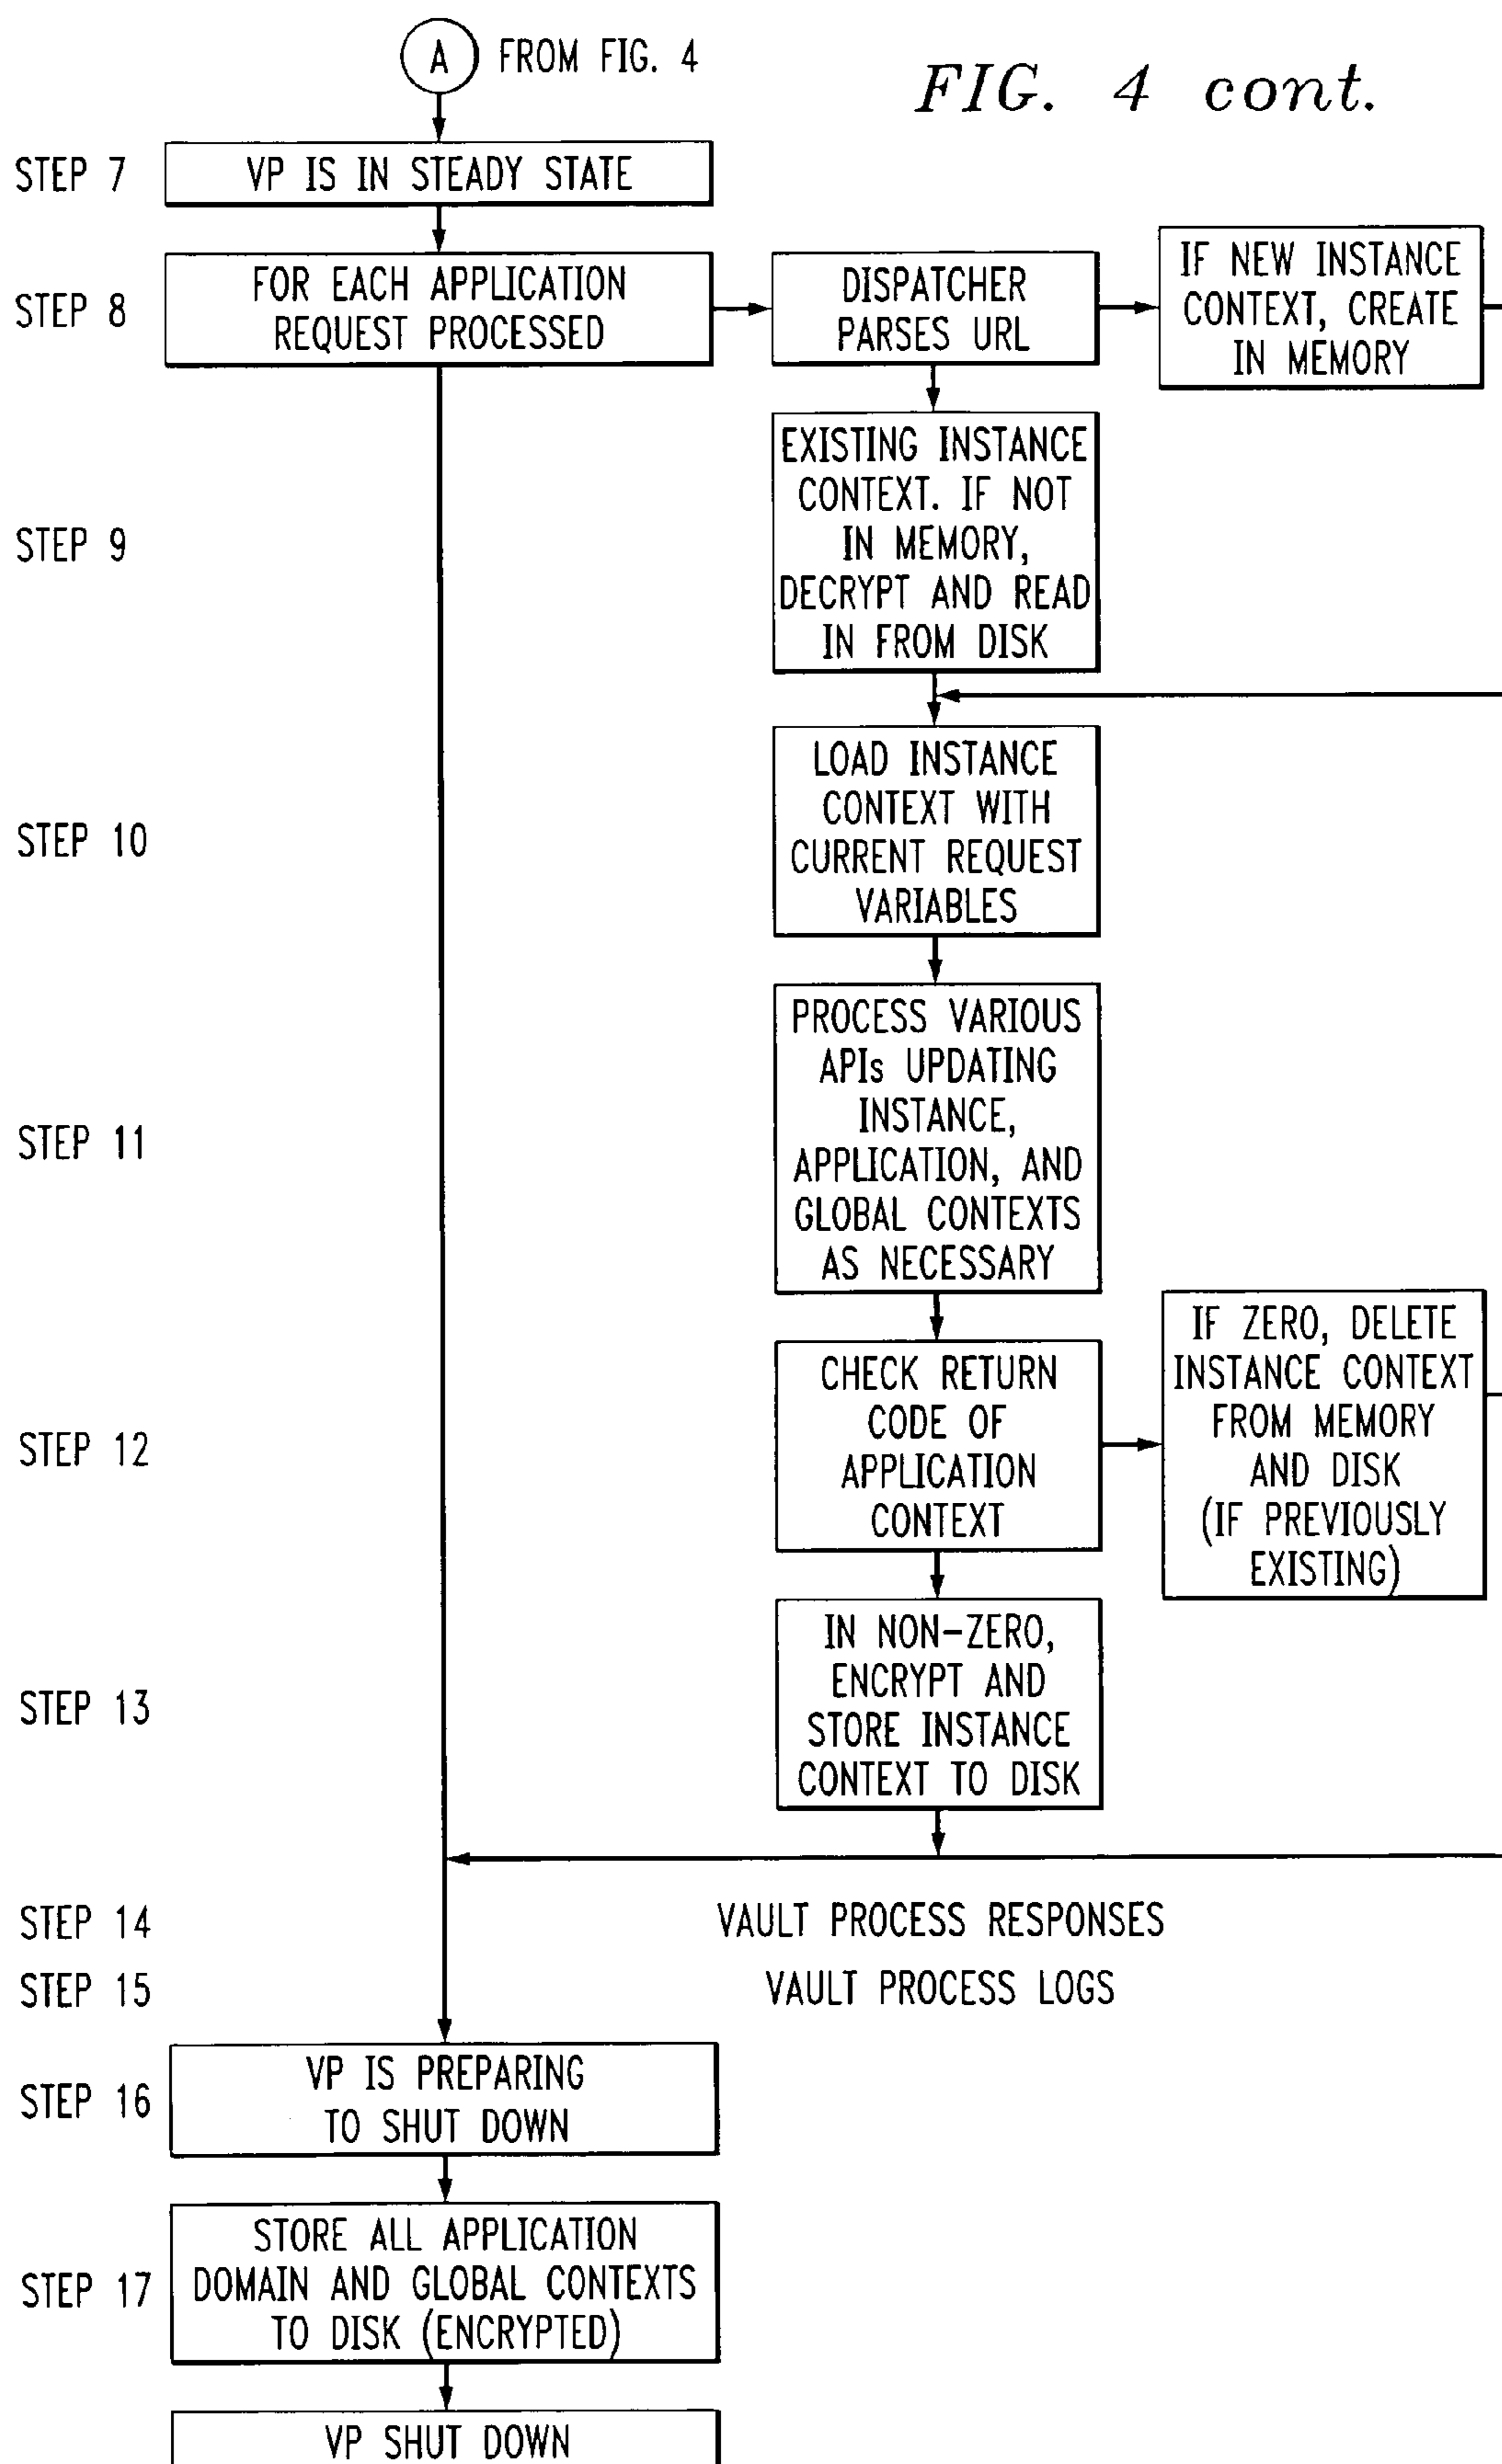 A FROM FIG. 4
FIG. 4 cont.
STEP 7
VP IS IN STEADY STATE
STEP 8
FOR EACH APPLICATION
REQUEST PROCESSED
DISPATCHER
PARSES URL
IF NEW INSTANCE
CONTEXT, CREATE
IN MEMORY
STEP 9
EXISTING INSTANCE
CONTEXT. IF NOT
IN MEMORY,
DECRYPT AND READ
IN FROM DISK
STEP 10
LOAD INSTANCE
CONTEXT WITH
CURRENT REQUEST
VARIABLES
STEP 11
PROCESS VARIOUS
APIs UPDATING
INSTANCE,
APPLICATION, AND
GLOBAL CONTEXTS
AS NECESSARY
STEP 12
CHECK RETURN
CODE OF
APPLICATION
CONTEXT
IF ZERO, DELETE
INSTANCE CONTEXT
FROM MEMORY
AND DISK
(IF PREVIOUSLY
EXISTING)
STEP 13
IN NON-ZERO,
ENCRYPT AND
STORE INSTANCE
CONTEXT TO DISK
STEP 14
VAULT PROCESS RESPONSES
STEP 15
VAULT PROCESS LOGS
STEP 16
VP IS PREPARING
TO SHUT DOWN
STEP 17
STORE ALL APPLICATION
DOMAIN AND GLOBAL CONTEXTS
TO DISK (ENCRYPTED)
VP SHUT DOWN